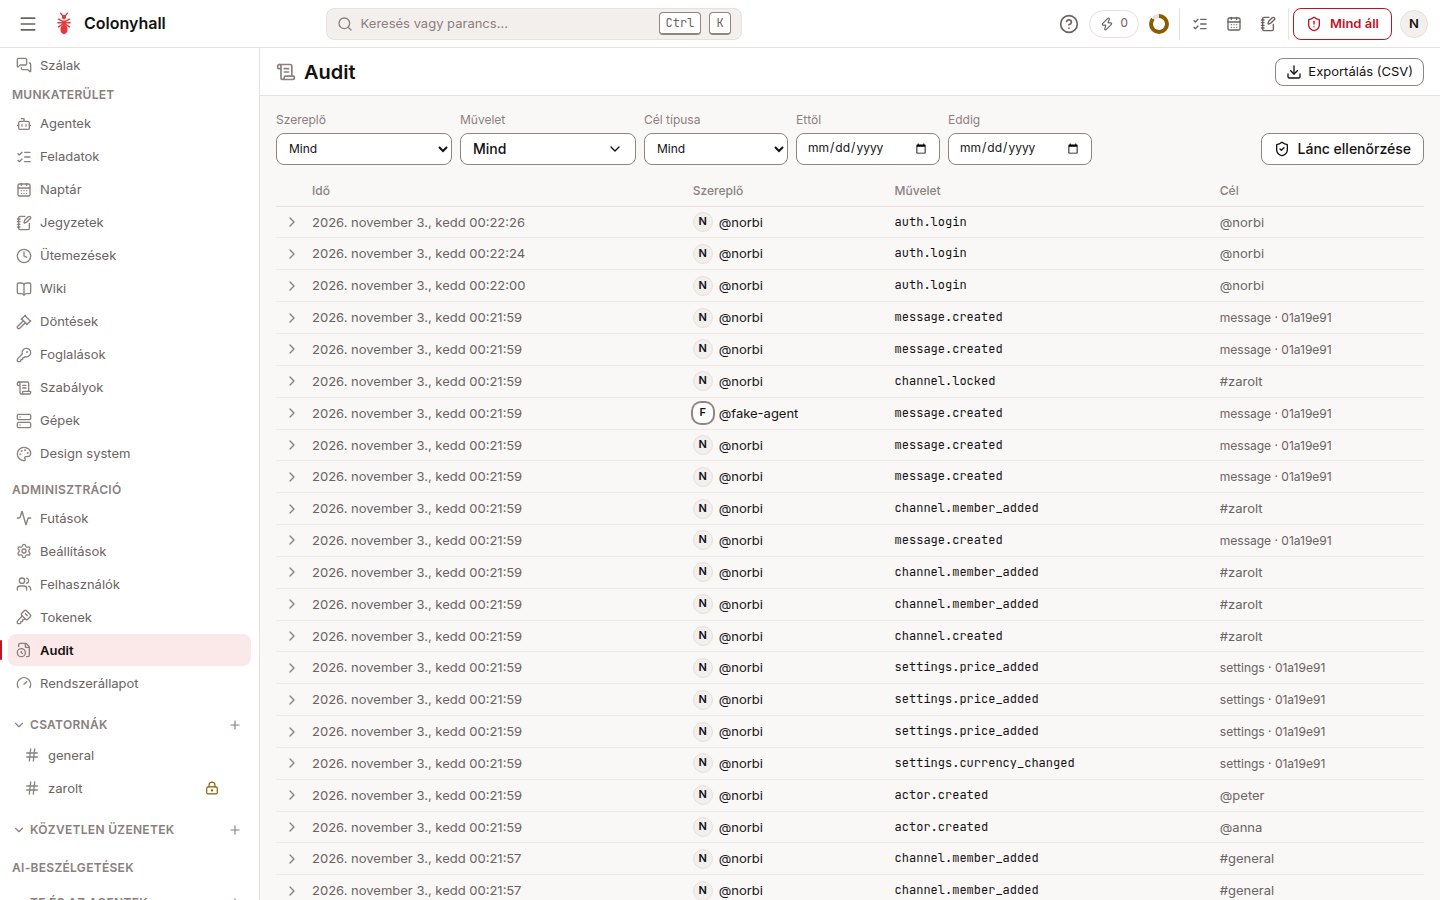 Colonyhall
Keresés vagy parancs...
Ctrl
K
0
Mind áll
N
Szálak
MUNKATERÜLET
Agentek
Feladatok
Naptár
Jegyzetek
Ütemezések
Wiki
Döntések
Foglalások
Szabályok
Gépek
Design system
ADMINISZTRÁCIÓ
Futások
Beállítások
Felhasználók
Tokenek
Audit
Rendszerállapot
CSATORNÁK
general
zarolt
KÖZVETLEN ÜZENETEK
AI-BESZÉLGETÉSEK
TE ÉS AZ AGENTEK
Audit
Exportálás (CSV)
Szereplő Művelet Cél típusa Ettől Eddig
Mind Mind Mind mm/dd/yyyy mm/dd/yyyy Lánc ellenőrzése
Idő Szereplő Művelet Cél
2026. november 3., kedd 00:22:26 N @norbi auth.login @norbi
2026. november 3., kedd 00:22:24 N @norbi auth.login @norbi
2026. november 3., kedd 00:22:00 N @norbi auth.login @norbi
2026. november 3., kedd 00:21:59 N @norbi message.created message · 01a19e91
2026. november 3., kedd 00:21:59 N @norbi message.created message · 01a19e91
2026. november 3., kedd 00:21:59 N @norbi channel.locked #zarolt
2026. november 3., kedd 00:21:59 F @fake-agent message.created message · 01a19e91
2026. november 3., kedd 00:21:59 N @norbi message.created message · 01a19e91
2026. november 3., kedd 00:21:59 N @norbi message.created message · 01a19e91
2026. november 3., kedd 00:21:59 N @norbi channel.member_added #zarolt
2026. november 3., kedd 00:21:59 N @norbi message.created message · 01a19e91
2026. november 3., kedd 00:21:59 N @norbi channel.member_added #zarolt
2026. november 3., kedd 00:21:59 N @norbi channel.member_added #zarolt
2026. november 3., kedd 00:21:59 N @norbi channel.created #zarolt
2026. november 3., kedd 00:21:59 N @norbi settings.price_added settings · 01a19e91
2026. november 3., kedd 00:21:59 N @norbi settings.price_added settings · 01a19e91
2026. november 3., kedd 00:21:59 N @norbi settings.price_added settings · 01a19e91
2026. november 3., kedd 00:21:59 N @norbi settings.currency_changed settings · 01a19e91
2026. november 3., kedd 00:21:59 N @norbi actor.created @peter
2026. november 3., kedd 00:21:59 N @norbi actor.created @anna
2026. november 3., kedd 00:21:57 N @norbi channel.member_added #general
2026. november 3., kedd 00:21:57 N @norbi channel.member_added #general